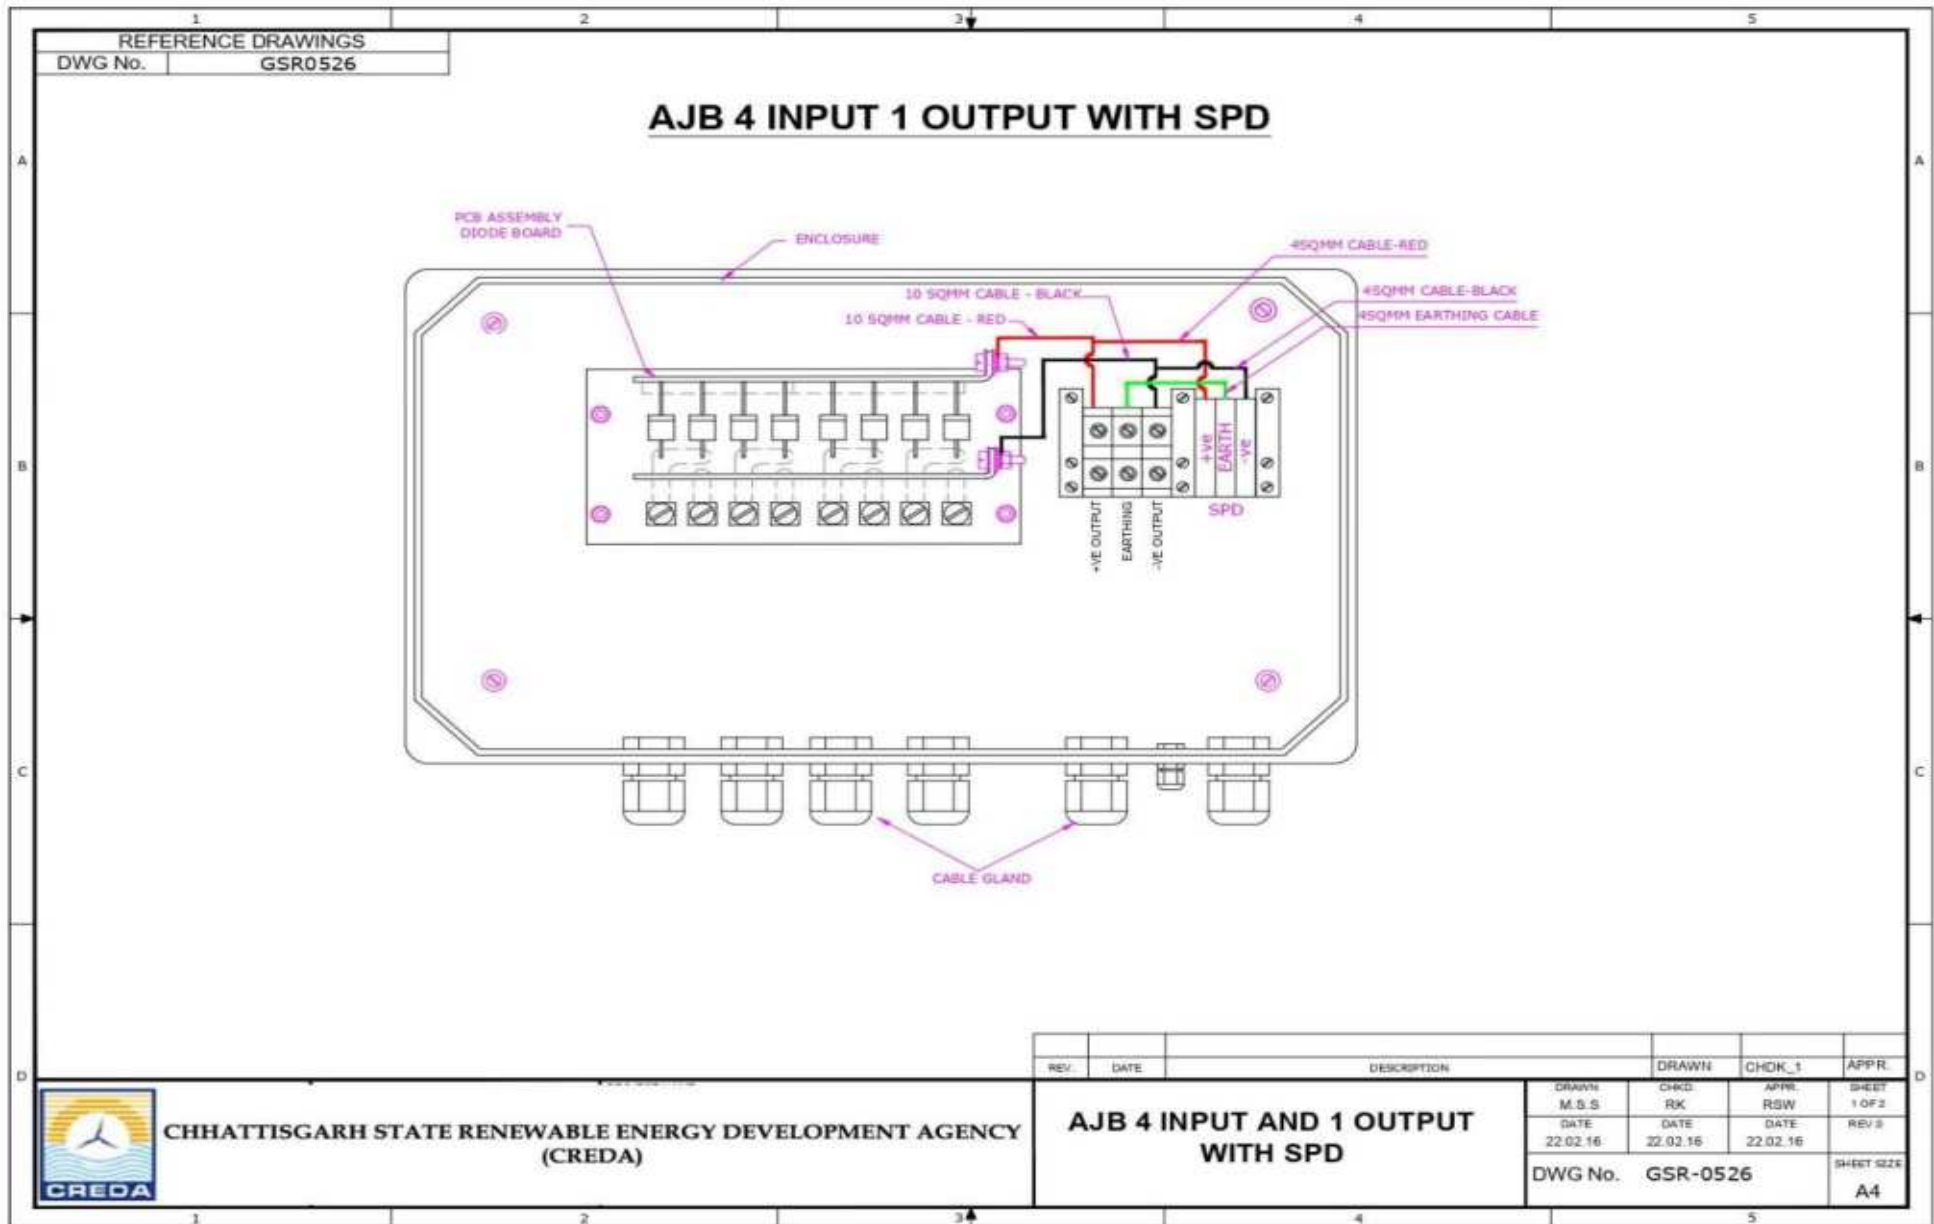 1 2 3 4 5
REFERENCE DRAWINGS
DWG No. GSR0526
AJB 4 INPUT 1 OUTPUT WITH SPD
A A
PCB ASSEMBLY
DIODE BOARD
ENCLOSURE
4SQMM CABLE-RED
10 SQMM CABLE - BLACK
4SQMM CABLE-BLACK
10 SQMM CABLE - RED
4SQMM EARTHING CABLE
+ve
EARTH
-ve
B B
SPD
+VE OUTPUT
EARTHING
-VE OUTPUT
C C
CABLE GLAND
REV. DATE DESCRIPTION DRAWN CHDK_1 APPR.
D D
CHHATTISGARH STATE RENEWABLE ENERGY DEVELOPMENT AGENCY
(CREDA)
CREDA
AJB 4 INPUT AND 1 OUTPUT
WITH SPD
DRAWN CHKD. APPR. SHEET
M.S.S RK RSW 1 OF 2
DATE DATE DATE
22.02.16 22.02.16 22.02.16
DWG No. GSR-0526
SHEET SIZE
A4
1 2 3 4 5